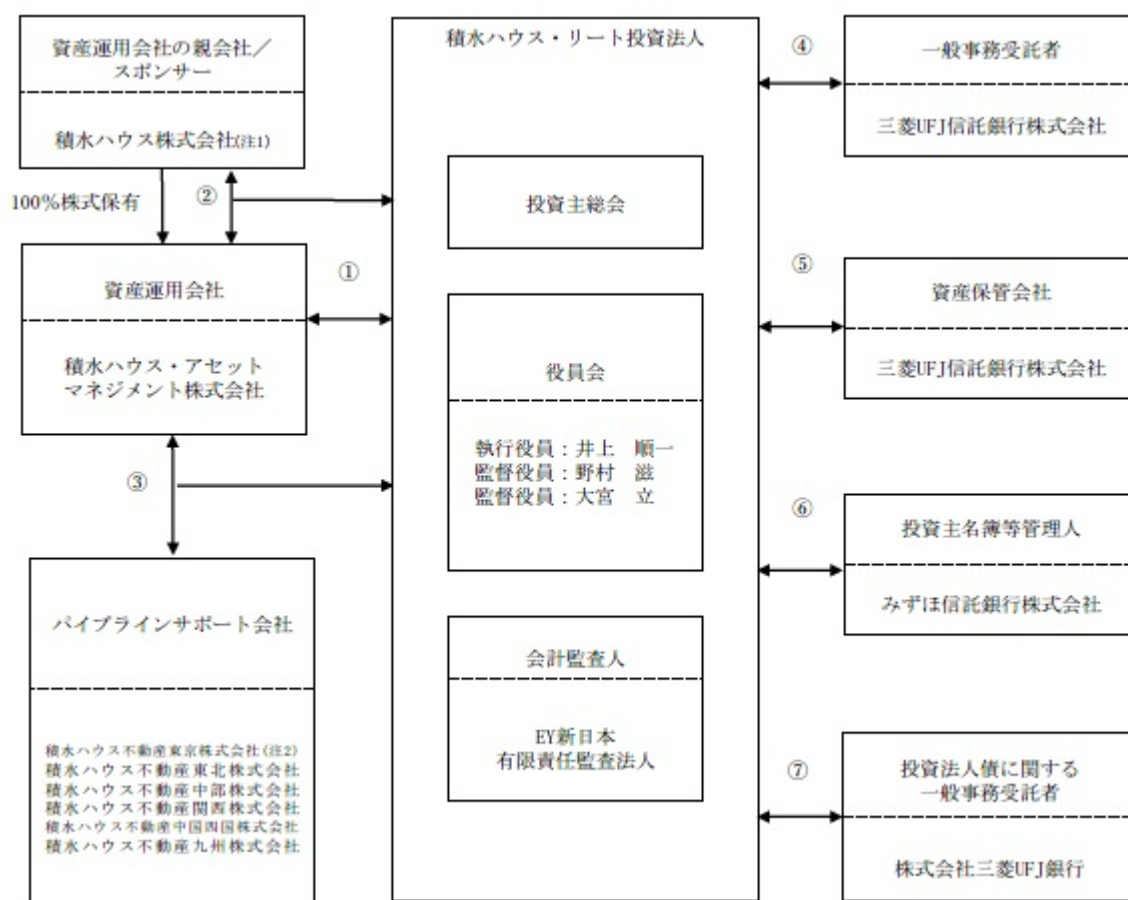 資産運用会社の親会社／
スポンサー
積水ハウス株式会社(注1)
100%株式保有
②
資産運用会社
積水ハウス・アセット
マネジメント株式会社
①
③
パイプラインサポート会社
積水ハウス不動産東京株式会社(注2)
積水ハウス不動産東北株式会社
積水ハウス不動産中部株式会社
積水ハウス不動産関西株式会社
積水ハウス不動産中国四国株式会社
積水ハウス不動産九州株式会社
積水ハウス・リート投資法人
投資主総会
役員会
執行役員：井上　順一
監督役員：野村　滋
監督役員：大宮　立
会計監査人
EY新日本
有限責任監査法人
④
一般事務受託者
三菱UFJ信託銀行株式会社
⑤
資産保管会社
三菱UFJ信託銀行株式会社
⑥
投資主名簿等管理人
みずほ信託銀行株式会社
⑦
投資法人債に関する
一般事務受託者
株式会社三菱UFJ銀行